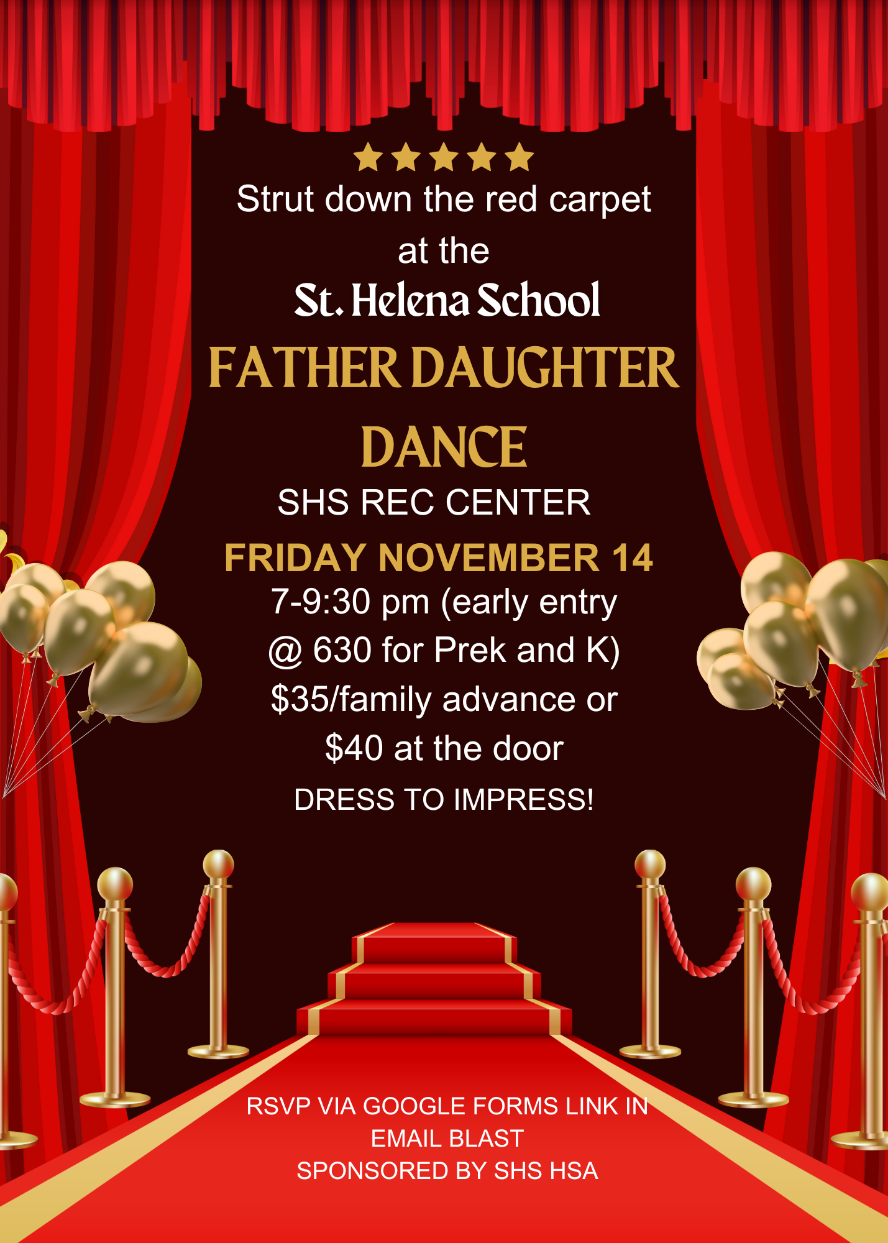 Strut down the red carpet
at the
St. Helena School
FATHER DAUGHTER
DANCE
SHS REC CENTER
FRIDAY NOVEMBER 14
7-9:30 pm (early entry
@ 630 for Prek and K)
$35/family advance or
$40 at the door
DRESS TO IMPRESS!
RSVP VIA GOOGLE FORMS LINK IN
EMAIL BLAST
SPONSORED BY SHS HSA